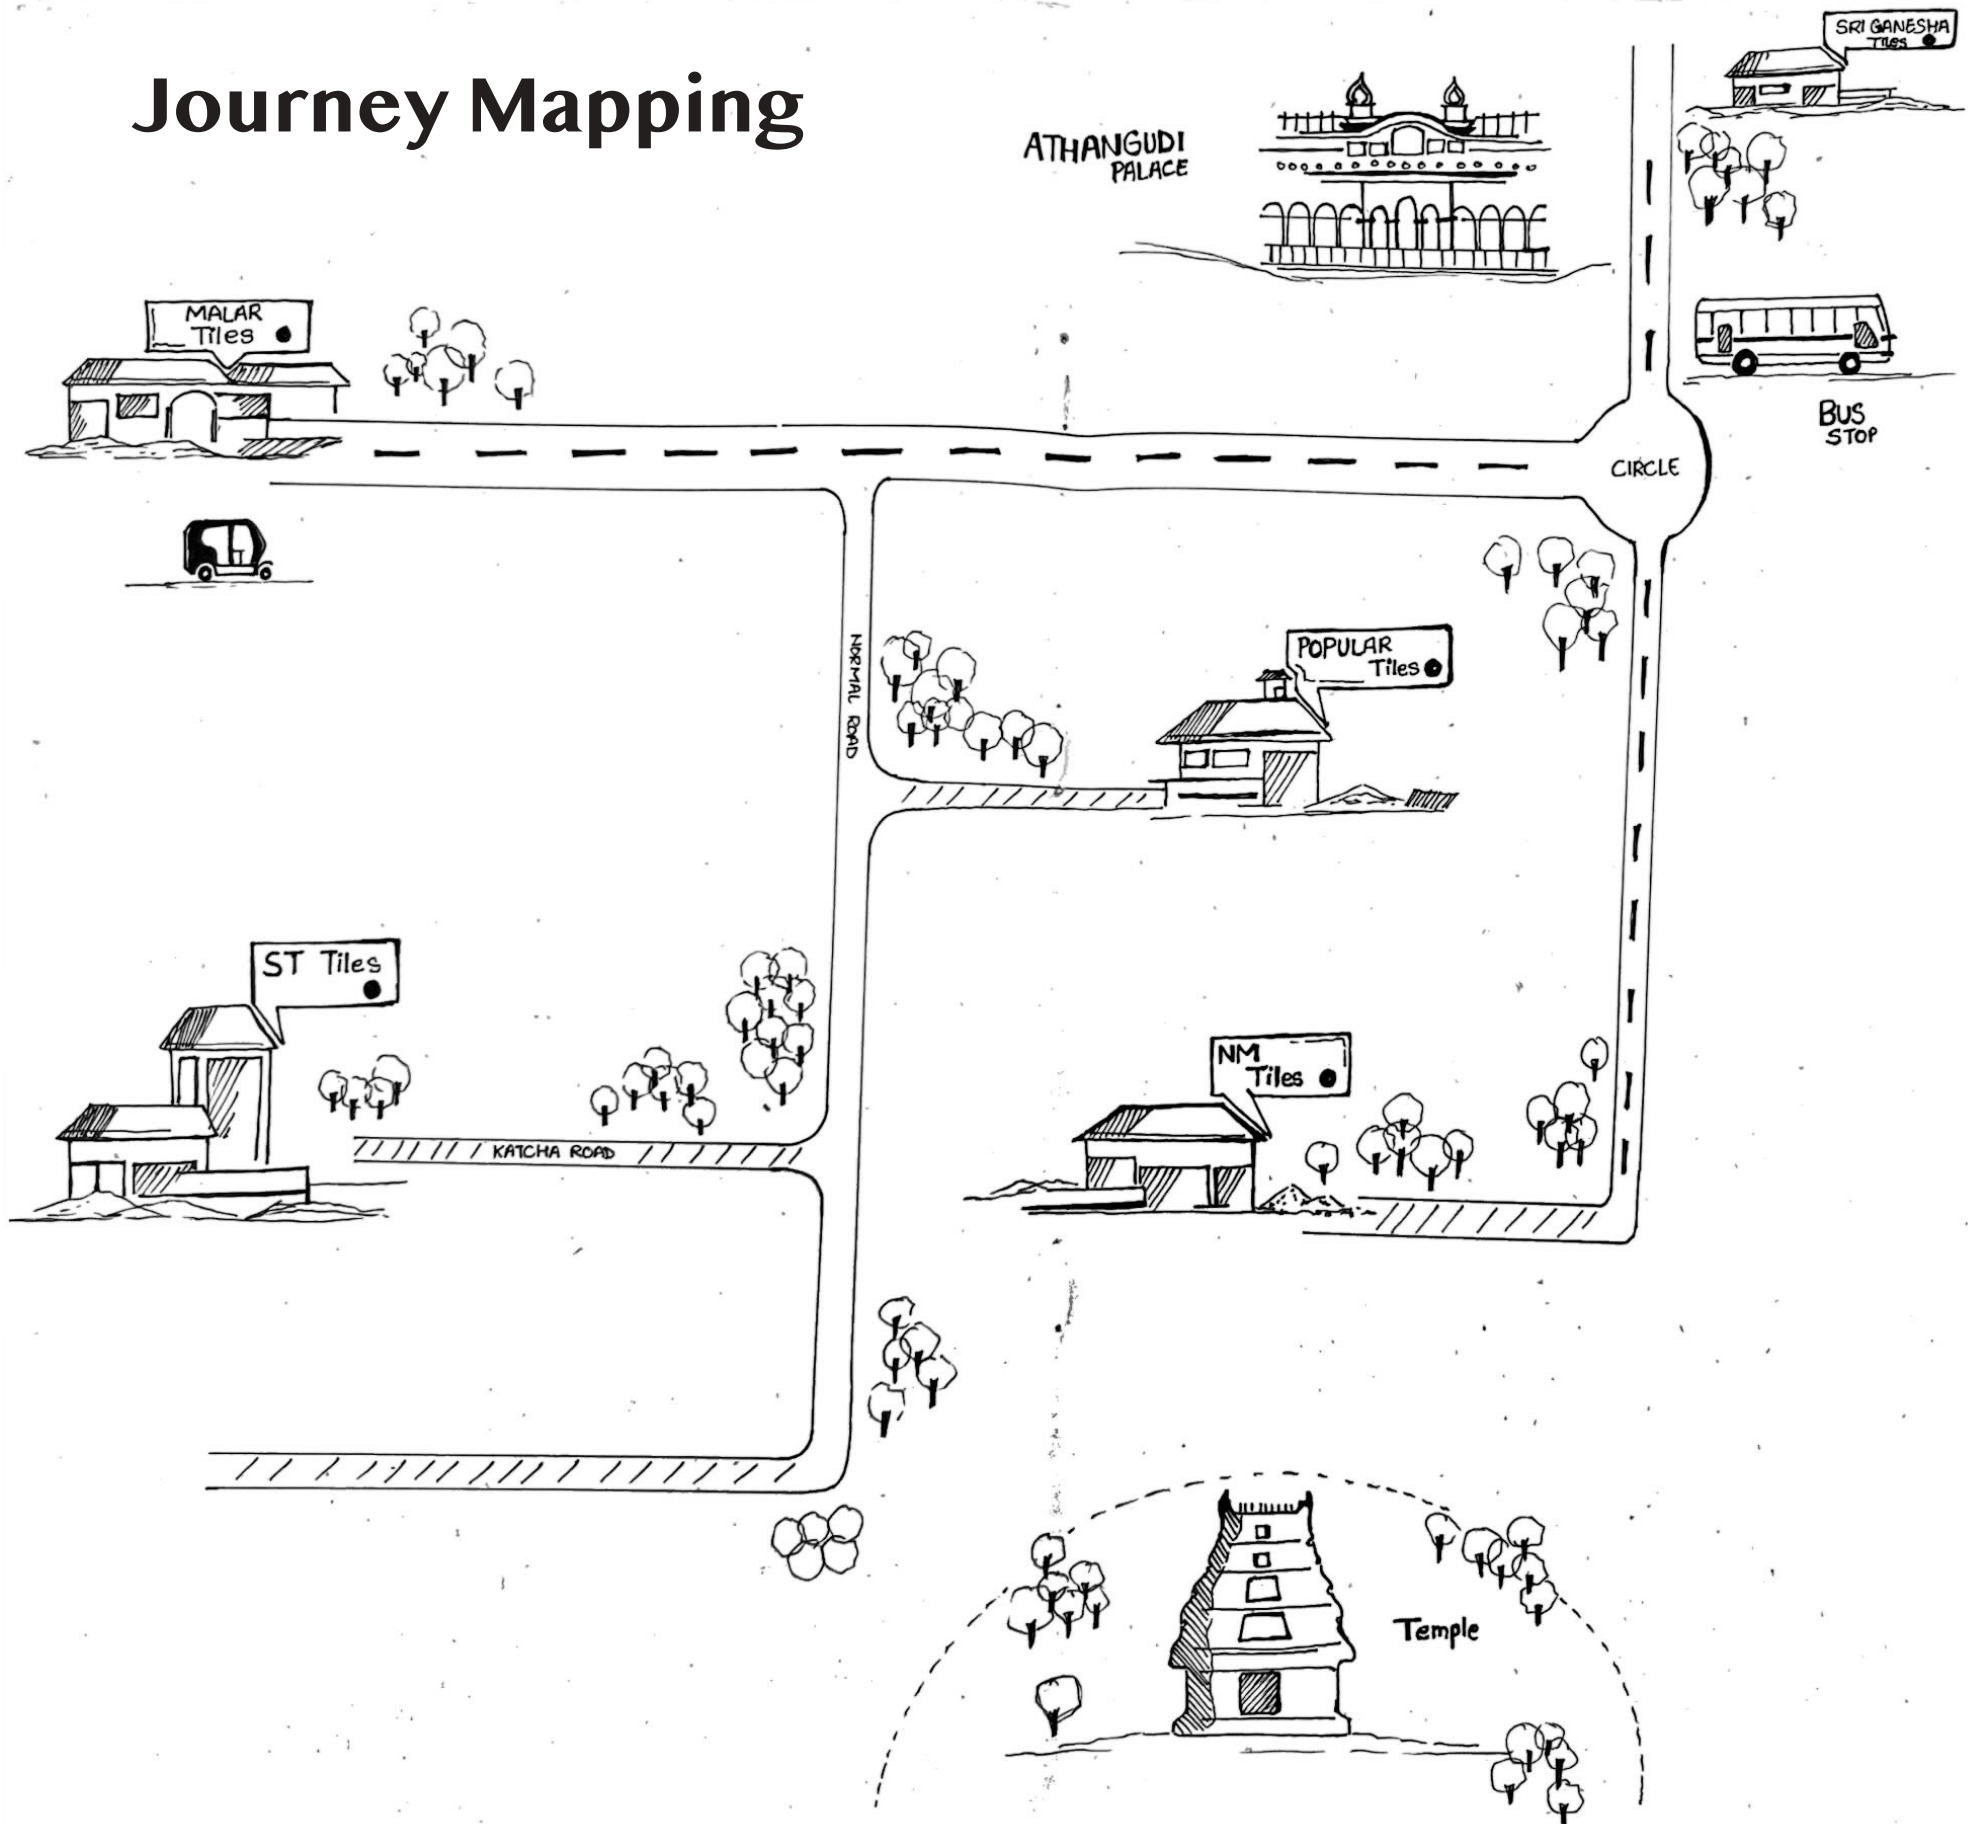 Journey Mapping
SRI GANESHA
TILES
ATHANGUDI
PALACE
MALAR
Tiles
BUS
STOP
CIRCLE
NORMAL ROAD
POPULAR
Tiles
ST Tiles
NM
Tiles
KATCHA ROAD
Temple